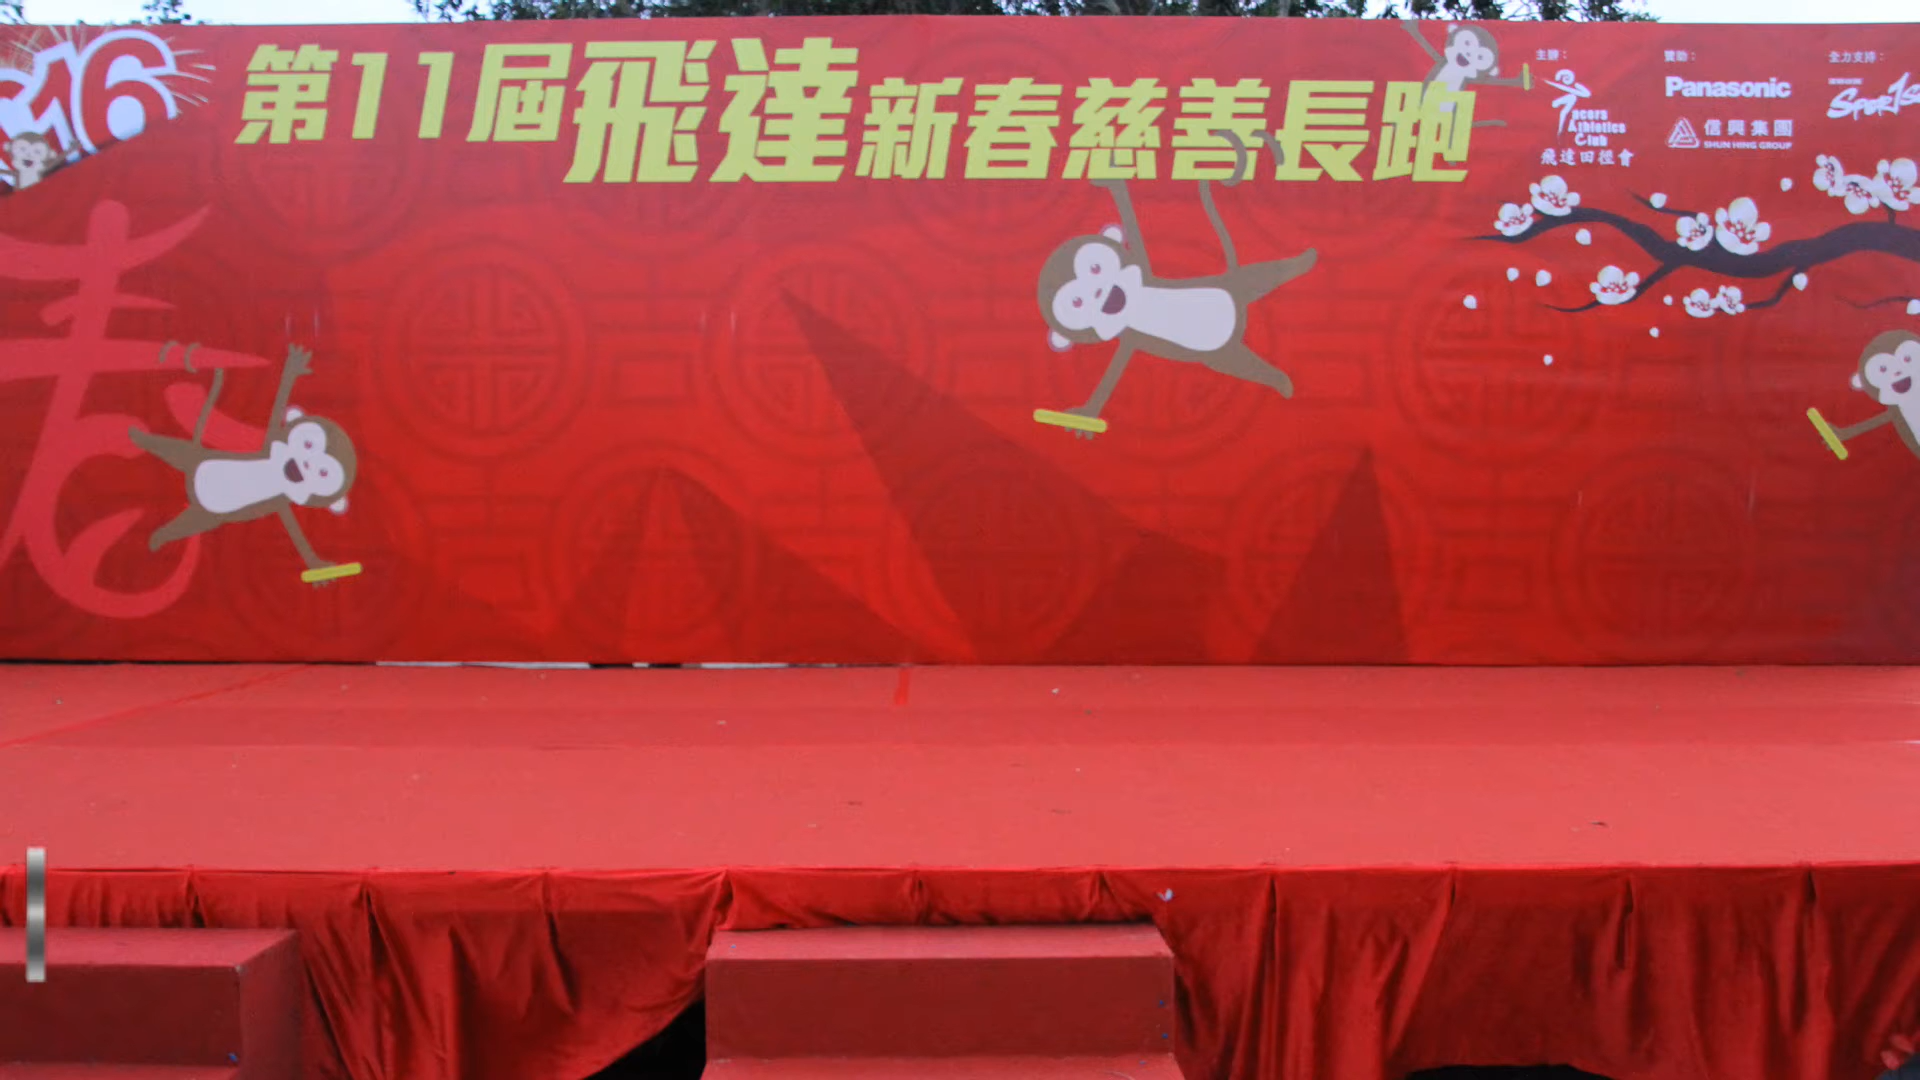 16
第11屆飛達新春慈善長跑
春
主辦：
Pacers
Athletics
Club
飛達田徑會
贊助：
Panasonic
信興集團
SHUN HING GROUP
全力支持：